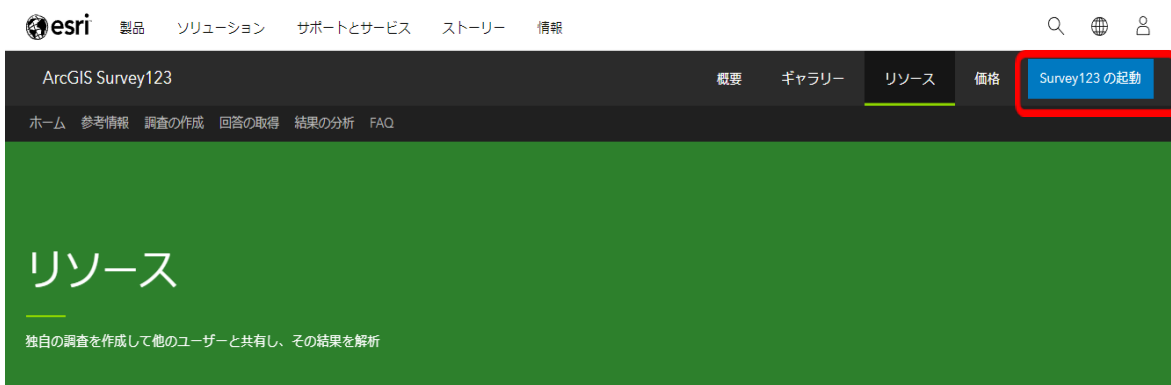 esri 製品 ソリューション サポートとサービス ストーリー 情報
ArcGIS Survey123 概要 ギャラリー リソース 価格 Survey123 の起動
ホーム 参考情報 調査の作成 回答の取得 結果の分析 FAQ
リソース
独自の調査を作成して他のユーザーと共有し、その結果を解析